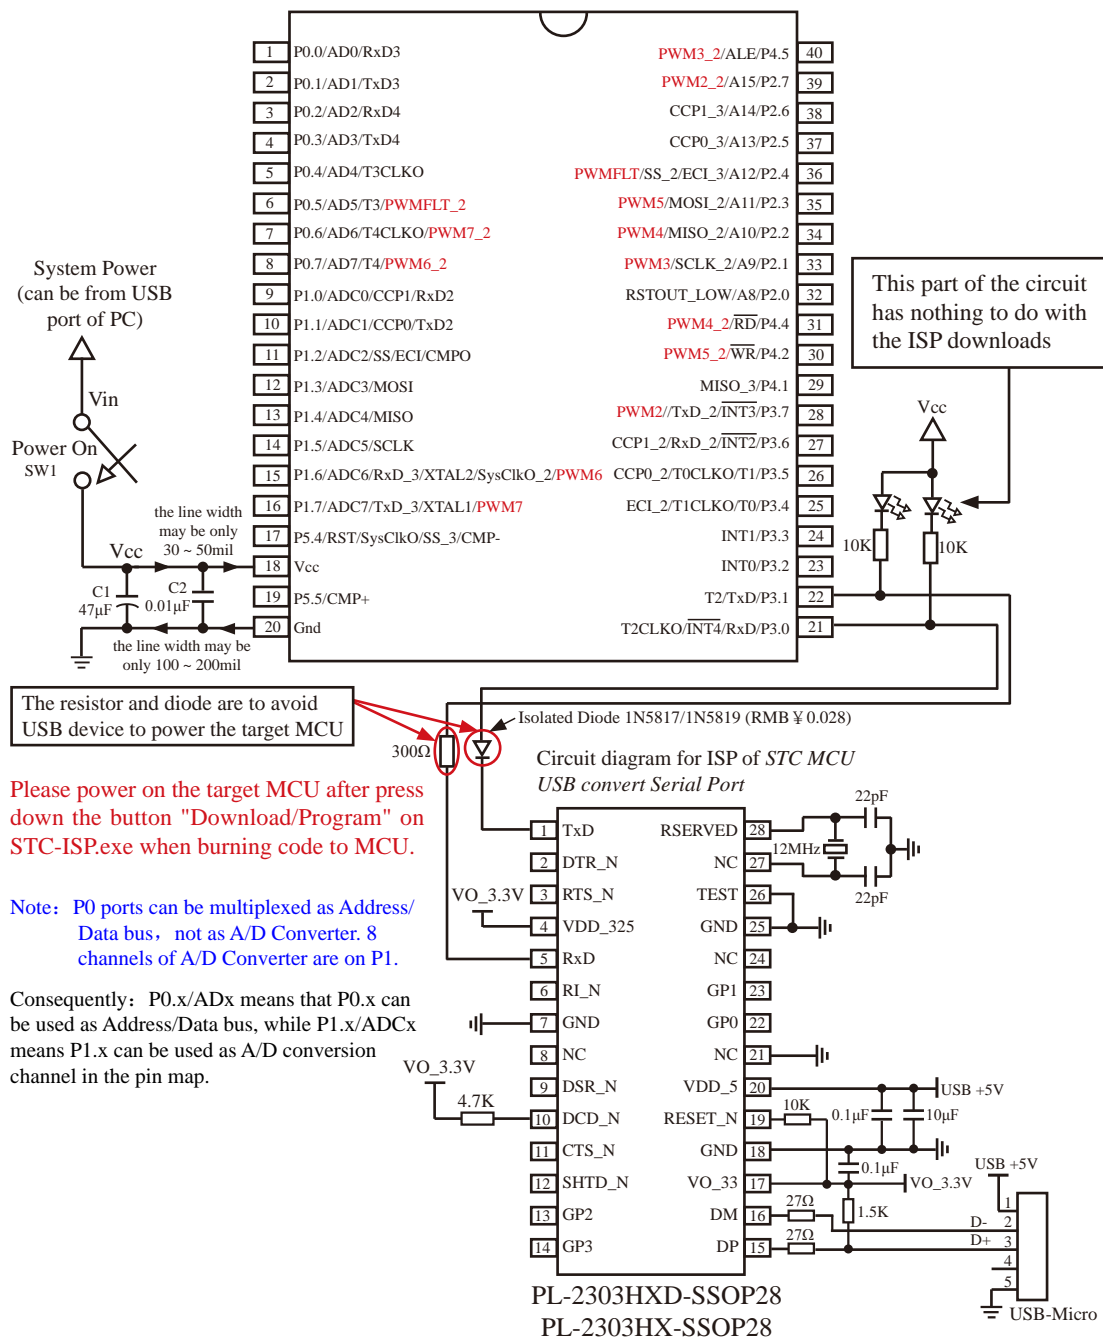 1 P0.0/AD0/RxD3 PWM3_2/ALE/P4.5 40
2 P0.1/AD1/TxD3 PWM2_2/A15/P2.7 39
3 P0.2/AD2/RxD4 CCP1_3/A14/P2.6 38
4 P0.3/AD3/TxD4 CCP0_3/A13/P2.5 37
5 P0.4/AD4/T3CLKO PWMFLT/SS_2/ECI_3/A12/P2.4 36
6 P0.5/AD5/T3/PWMFLT_2 PWM5/MOSI_2/A11/P2.3 35
7 P0.6/AD6/T4CLKO/PWM7_2 PWM4/MISO_2/A10/P2.2 34
8 P0.7/AD7/T4/PWM6_2 PWM3/SCLK_2/A9/P2.1 33
9 P1.0/ADC0/CCP1/RxD2 RSTOUT_LOW/A8/P2.0 32
10 P1.1/ADC1/CCP0/TxD2 PWM4_2/RD/P4.4 31
11 P1.2/ADC2/SS/ECI/CMPO PWM5_2/WR/P4.2 30
12 P1.3/ADC3/MOSI MISO_3/P4.1 29
13 P1.4/ADC4/MISO PWM2//TxD_2/INT3/P3.7 28
14 P1.5/ADC5/SCLK CCP1_2/RxD_2/INT2/P3.6 27
15 P1.6/ADC6/RxD_3/XTAL2/SysClkO_2/PWM6 CCP0_2/T0CLKO/T1/P3.5 26
16 P1.7/ADC7/TxD_3/XTAL1/PWM7 ECI_2/T1CLKO/T0/P3.4 25
17 P5.4/RST/SysClkO/SS_3/CMP- INT1/P3.3 24
18 Vcc INT0/P3.2 23
19 P5.5/CMP+ T2/TxD/P3.1 22
20 Gnd T2CLKO/INT4/RxD/P3.0 21
System Power
(can be from USB
port of PC)
Vin
Power On
SW1
the line width
may be only
30 ~ 50mil
Vcc
C1
47μF
C2
0.01μF
the line width may be
only 100 ~ 200mil
This part of the circuit
has nothing to do with
the ISP downloads
Vcc
10K
10K
The resistor and diode are to avoid
USB device to power the target MCU
300Ω
Isolated Diode 1N5817/1N5819 (RMB ¥ 0.028)
Circuit diagram for ISP of STC MCU
USB convert Serial Port
Please power on the target MCU after press
down the button "Download/Program" on
STC-ISP.exe when burning code to MCU.
Note: P0 ports can be multiplexed as Address/
Data bus, not as A/D Converter. 8
channels of A/D Converter are on P1.
Consequently: P0.x/ADx means that P0.x can
be used as Address/Data bus, while P1.x/ADCx
means P1.x can be used as A/D conversion
channel in the pin map.
1 TxD RSERVED 28
2 DTR_N NC 27
3 RTS_N TEST 26
4 VDD_325 GND 25
5 RxD NC 24
6 RI_N GP1 23
7 GND GP0 22
8 NC NC 21
9 DSR_N VDD_5 20
10 DCD_N RESET_N 19
11 CTS_N GND 18
12 SHTD_N VO_33 17
13 GP2 DM 16
14 GP3 DP 15
VO_3.3V
VO_3.3V
4.7K
22pF
12MHz
22pF
USB +5V
10K
0.1μF
10μF
0.1μF
VO_3.3V
27Ω
1.5K
27Ω
USB +5V
D-
D+
1
2
3
4
5
USB-Micro
PL-2303HXD-SSOP28
PL-2303HX-SSOP28